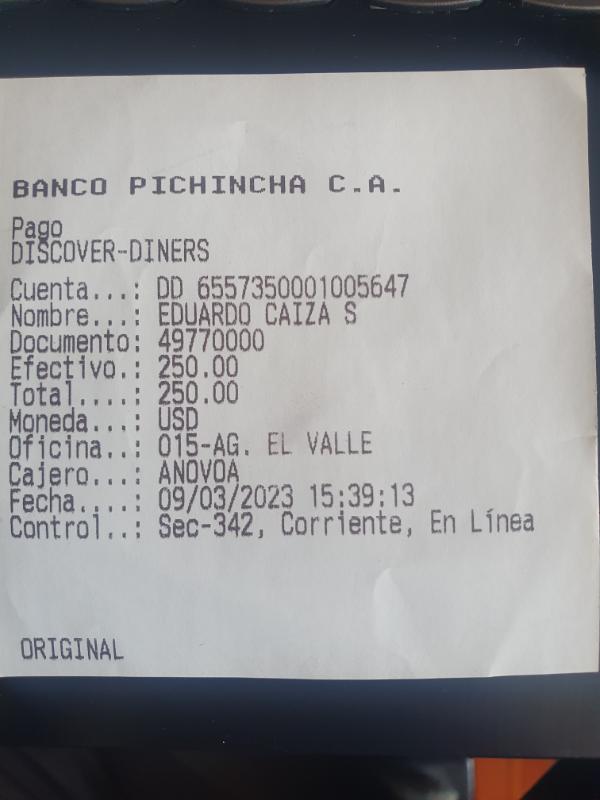 BANCO PICHINCHA C.A.
Pago
DISCOVER-DINERS
Cuenta...: DD 6557350001005647
Nombre...: EDUARDO CAIZA S
Documento: 49770000
Efectivo.: 250.00
Total....: 250.00
Moneda...: USD
Oficina..: 015-AG. EL VALLE
Cajero...: ANOVOA
Fecha....: 09/03/2023 15:39:13
Control..: Sec-342, Corriente, En Línea
ORIGINAL